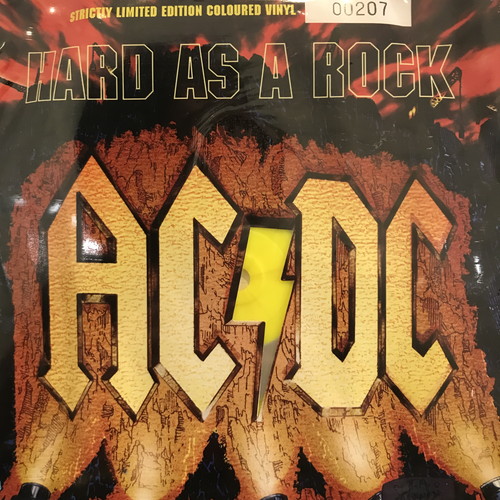 STRICTLY LIMITED EDITION COLOURED VINYL - 00207
HARD AS A ROCK
AC⚡DC